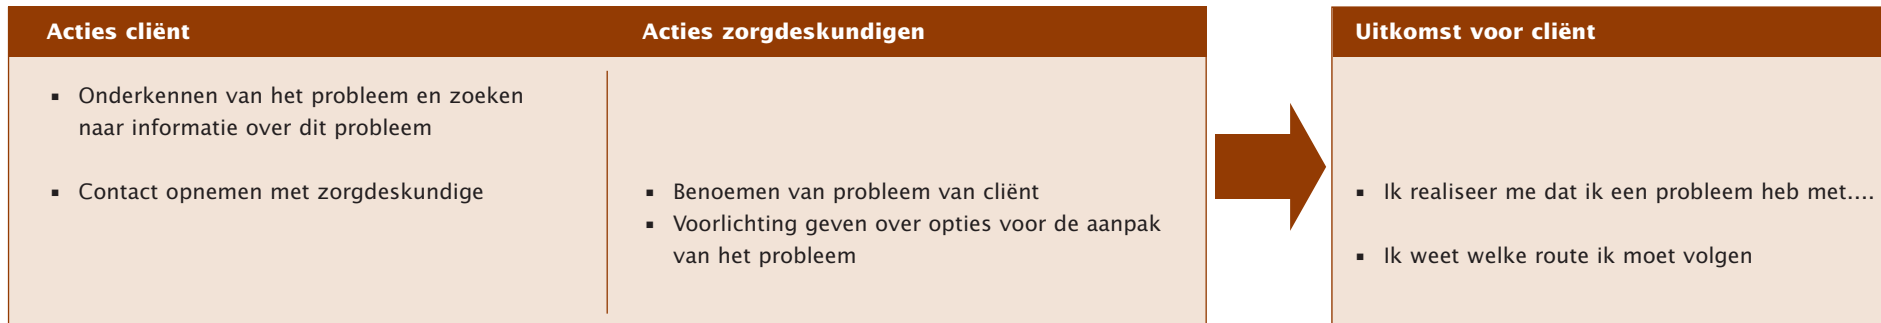 Acties cliënt
Acties zorgdeskundigen
Uitkomst voor cliënt
▪ Onderkennen van het probleem en zoeken
naar informatie over dit probleem
▪ Contact opnemen met zorgdeskundige
▪ Benoemen van probleem van cliënt
▪ Voorlichting geven over opties voor de aanpak
van het probleem
▪ Ik realiseer me dat ik een probleem heb met....
▪ Ik weet welke route ik moet volgen